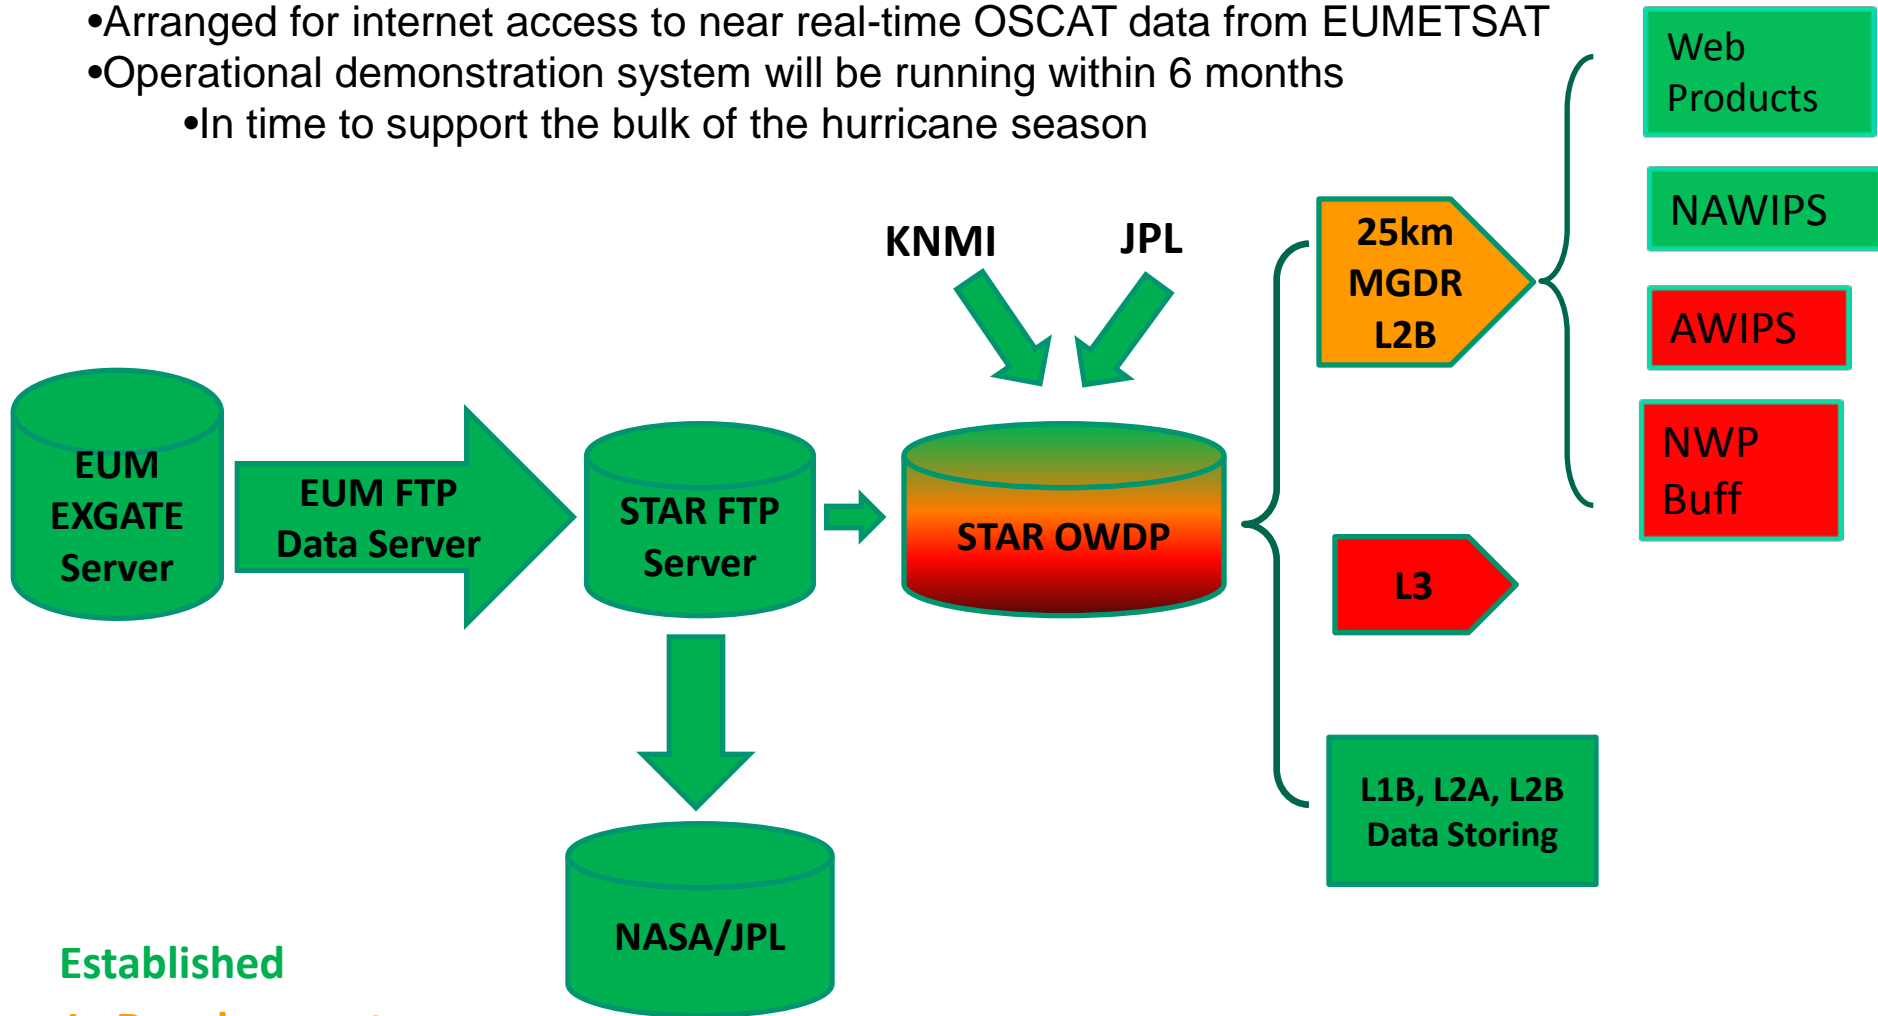 •Arranged for internet access to near real-time OSCAT data from EUMETSAT
•Operational demonstration system will be running within 6 months
•In time to support the bulk of the hurricane season
Web
Products
NAWIPS
AWIPS
NWP
Buff
KNMI
JPL
25km
MGDR
L2B
EUM
EXGATE
Server
EUM FTP
Data Server
STAR FTP
Server
STAR OWDP
L3
L1B, L2A, L2B
Data Storing
NASA/JPL
Established